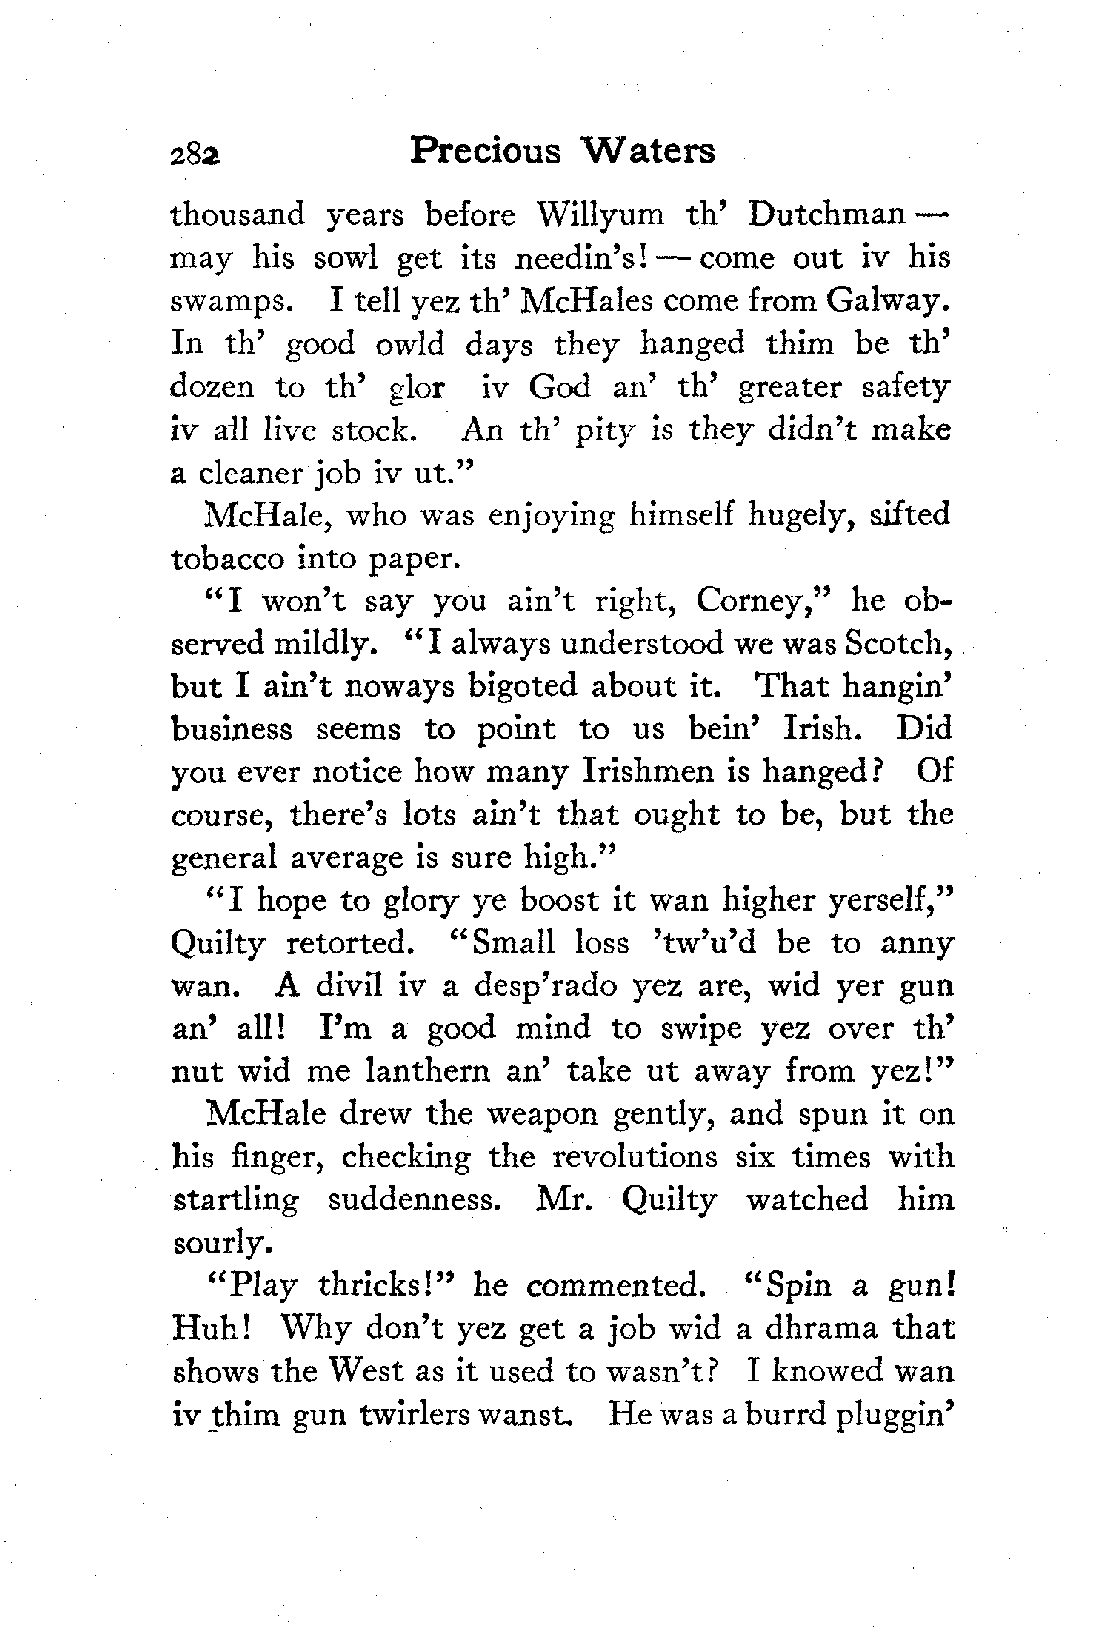 282 Precious Waters
thousand years before Willyum th' Dutchman —
may his sowl get its needin's! — come out iv his
swamps. I tell yez th' McHales come from Galway.
In th' good owld days they hanged thim be th'
dozen to th' glor iv God an' th' greater safety
iv all live stock. An th' pity is they didn't make
a cleaner job iv ut."
McHale, who was enjoying himself hugely, sifted
tobacco into paper.
"I won't say you ain't right, Corney," he ob-
served mildly. "I always understood we was Scotch,
but I ain't noways bigoted about it. That hangin'
business seems to point to us bein' Irish. Did
you ever notice how many Irishmen is hanged? Of
course, there's lots ain't that ought to be, but the
general average is sure high."
"I hope to glory ye boost it wan higher yerself,"
Quilty retorted. "Small loss 'tw'u'd be to anny
wan. A divil iv a desp'rado yez are, wid yer gun
an' all! I'm a good mind to swipe yez over th'
nut wid me lanthern an' take ut away from yez!"
McHale drew the weapon gently, and spun it on
his finger, checking the revolutions six times with
startling suddenness. Mr. Quilty watched him
sourly.
"Play thricks!" he commented. "Spin a gun!
Huh! Why don't yez get a job wid a dhrama that
shows the West as it used to wasn't? I knowed wan
iv thim gun twirlers wanst. He was a burrd pluggin'